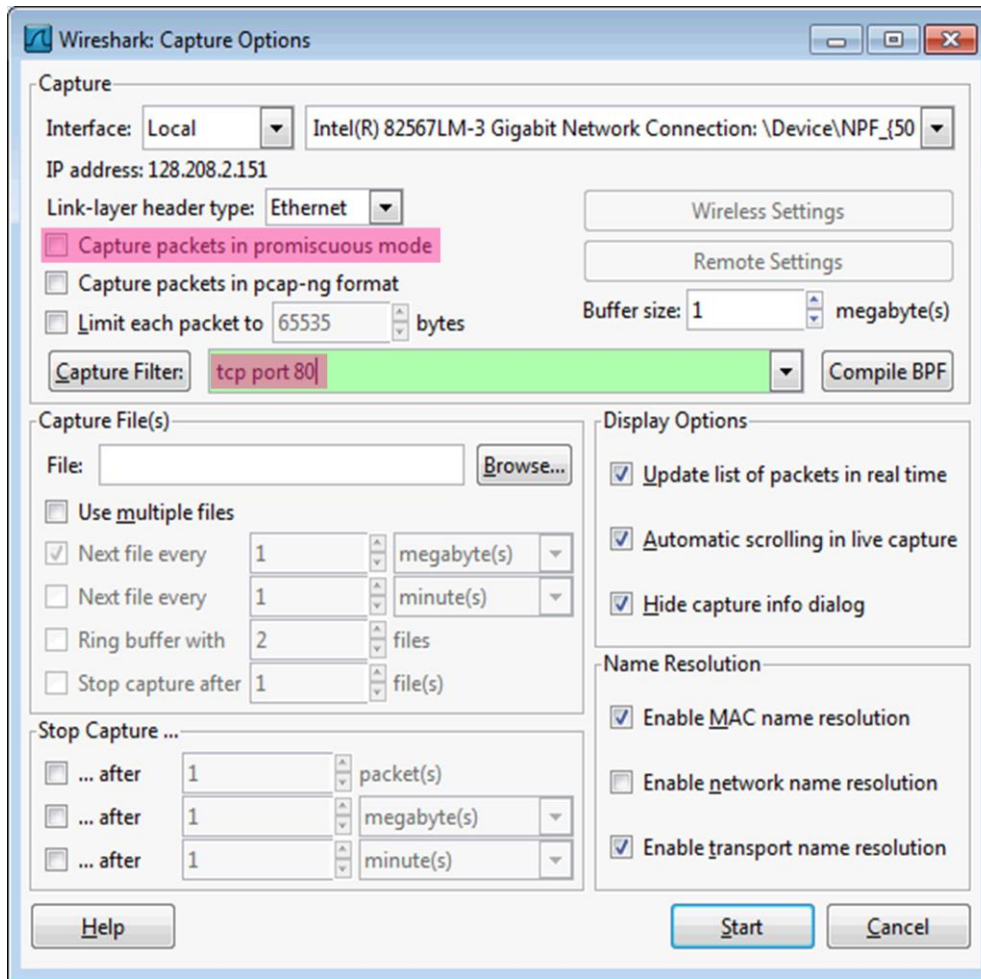 Wireshark: Capture Options
Capture
Interface: Local Intel(R) 82567LM-3 Gigabit Network Connection: \Device\NPF_{50
IP address: 128.208.2.151
Link-layer header type: Ethernet Wireless Settings
Capture packets in promiscuous mode Remote Settings
Capture packets in pcap-ng format
Buffer size: 1 megabyte(s)
Limit each packet to 65535 bytes
Capture Filter: tcp port 80 Compile BPF
Capture File(s)
File: Browse...
Use multiple files
Next file every 1 megabyte(s)
Next file every 1 minute(s)
Ring buffer with 2 files
Stop capture after 1 file(s)
Stop Capture ...
... after 1 packet(s)
... after 1 megabyte(s)
... after 1 minute(s)
Display Options
Update list of packets in real time
Automatic scrolling in live capture
Hide capture info dialog
Name Resolution
Enable MAC name resolution
Enable network name resolution
Enable transport name resolution
Help Start Cancel